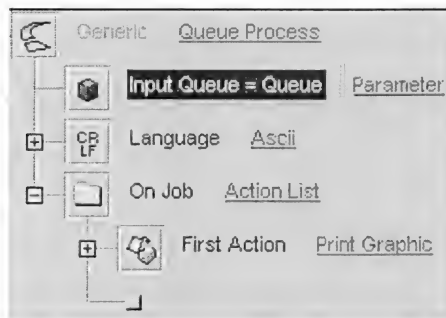 Generic Queue Process
Input Queue = Queue Parameter
CR
LF
Language Ascii
On Job Action List
First Action Print Graphic